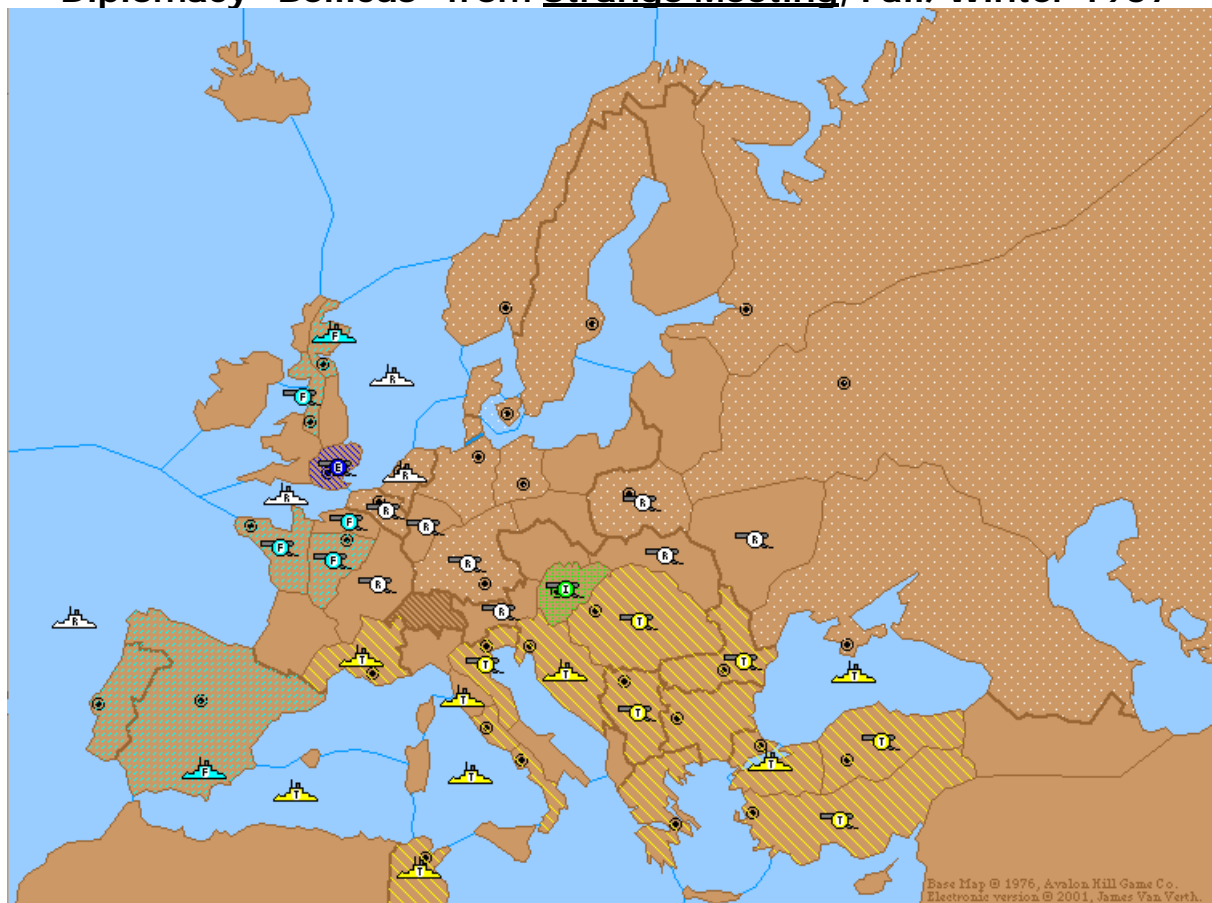 Diplomacy "Bellicus" from Strange Meeting, Fall/Winter 1907
F
R
F
E
R
R
R
R
F
R
R
F
R
F
R
R
I
R
R
T
T
T
T
T
T
T
T
T
T
F
T
T
T
T
Base Map © 1976, Avalon Hill Game Co.
Electronic version © 2001, James Van Verth.